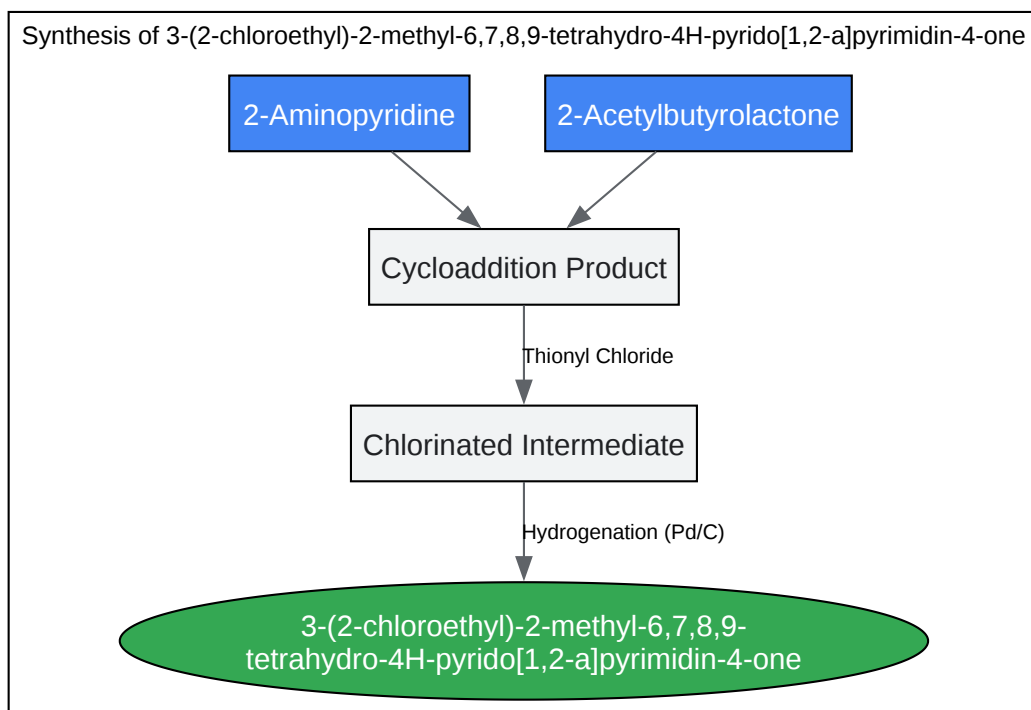 Synthesis of 3-(2-chloroethyl)-2-methyl-6,7,8,9-tetrahydro-4H-pyrido[1,2-a]pyrimidin-4-one
2-Aminopyridine
2-Acetylbutyrolactone
Cycloaddition Product
Thionyl Chloride
Chlorinated Intermediate
Hydrogenation (Pd/C)
3-(2-chloroethyl)-2-methyl-6,7,8,9-
tetrahydro-4H-pyrido[1,2-a]pyrimidin-4-one